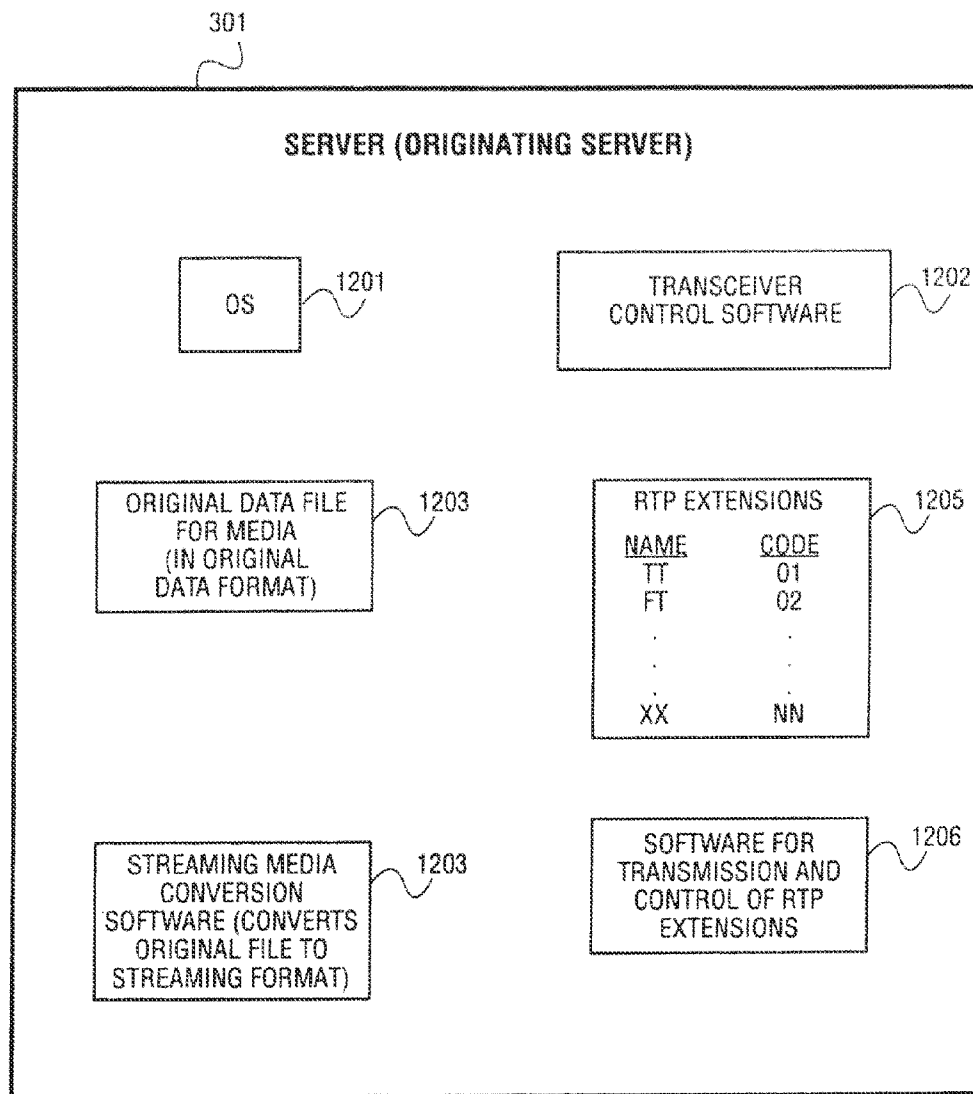 301
SERVER (ORIGINATING SERVER)
OS
1201
TRANSCEIVER
CONTROL SOFTWARE
1202
ORIGINAL DATA FILE
FOR MEDIA
(IN ORIGINAL
DATA FORMAT)
1203
RTP EXTENSIONS
NAME CODE
TT 01
FT 02
. .
. .
. .
XX NN
1205
STREAMING MEDIA
CONVERSION
SOFTWARE (CONVERTS
ORIGINAL FILE TO
STREAMING FORMAT)
1203
SOFTWARE FOR
TRANSMISSION AND
CONTROL OF RTP
EXTENSIONS
1206